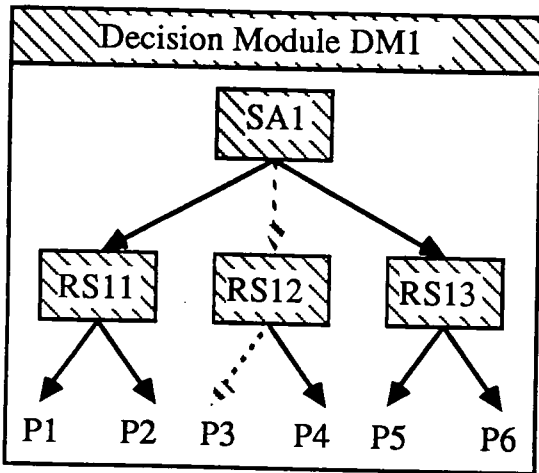 Decision Module DM1
SA1
RS11 RS12 RS13
P1 P2 P3 P4 P5 P6